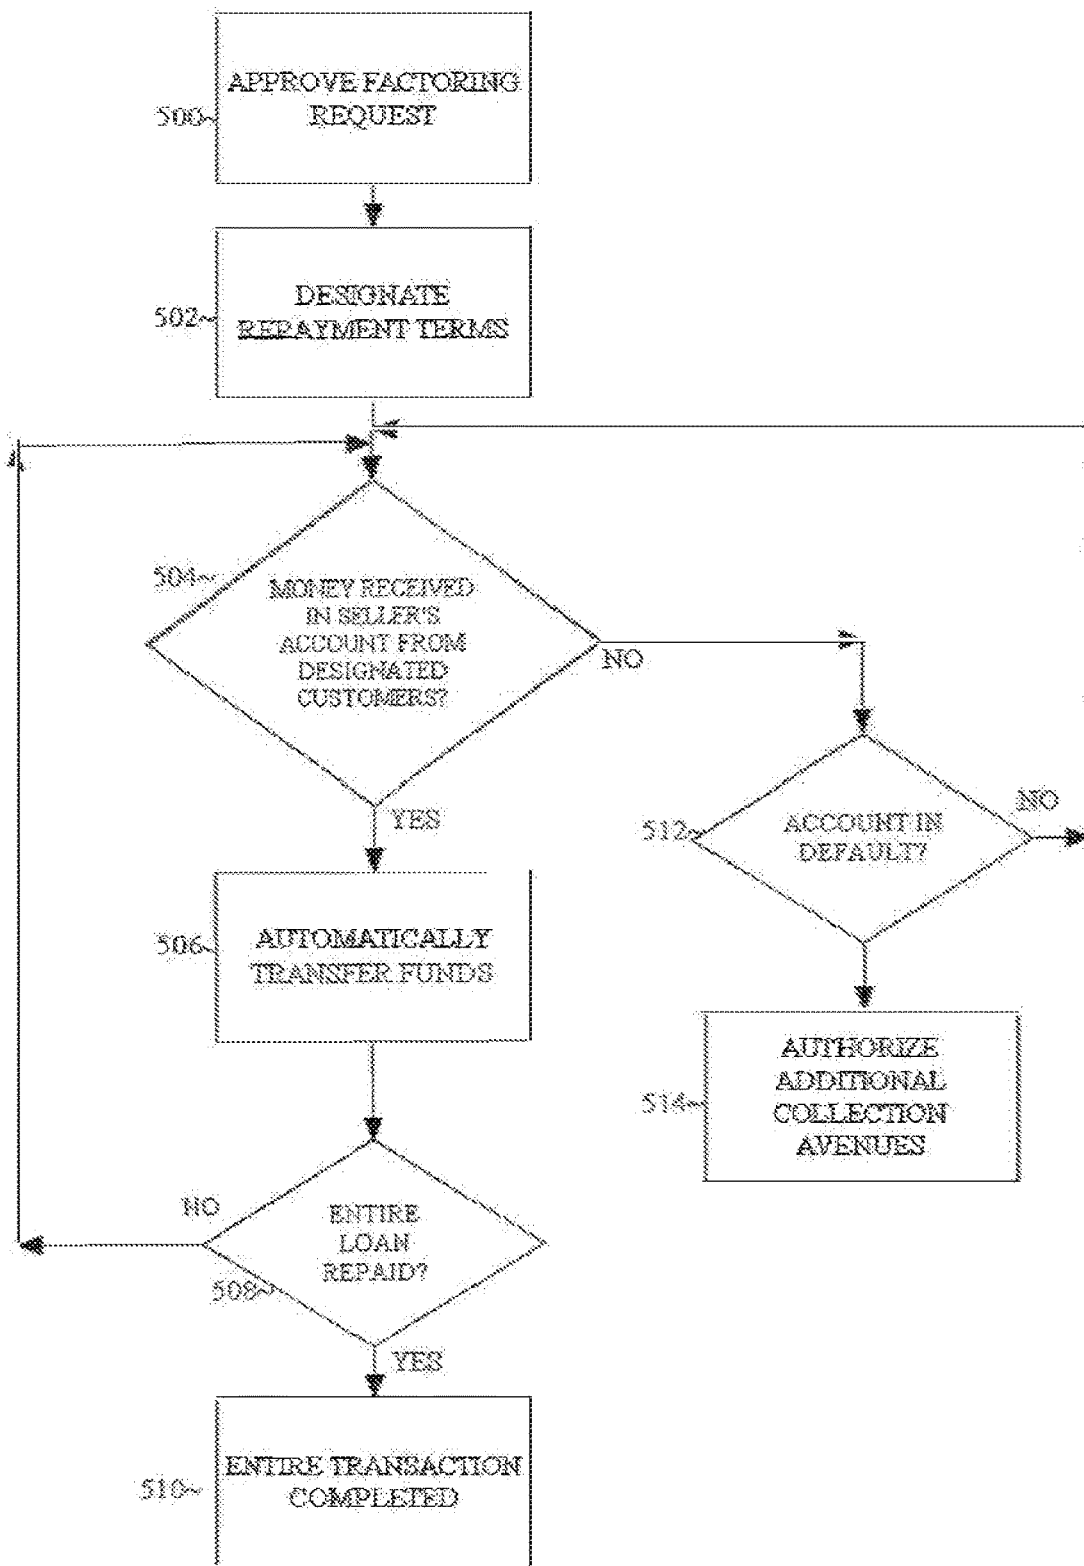 APPROVE FACTORING
REQUEST
500~
DESIGNATE
REPAYMENT TERMS
502~
504~
MONEY RECEIVED
IN SELLER'S
ACCOUNT FROM
DESIGNATED
CUSTOMERS?
NO
YES
512~
ACCOUNT IN
DEFAULT?
NO
506~
AUTOMATICALLY
TRANSFER FUNDS
AUTHORIZE
ADDITIONAL
COLLECTION
AVENUES
514~
NO
ENTIRE
LOAN
REPAID?
508~
YES
ENTIRE TRANSACTION
COMPLETED
510~